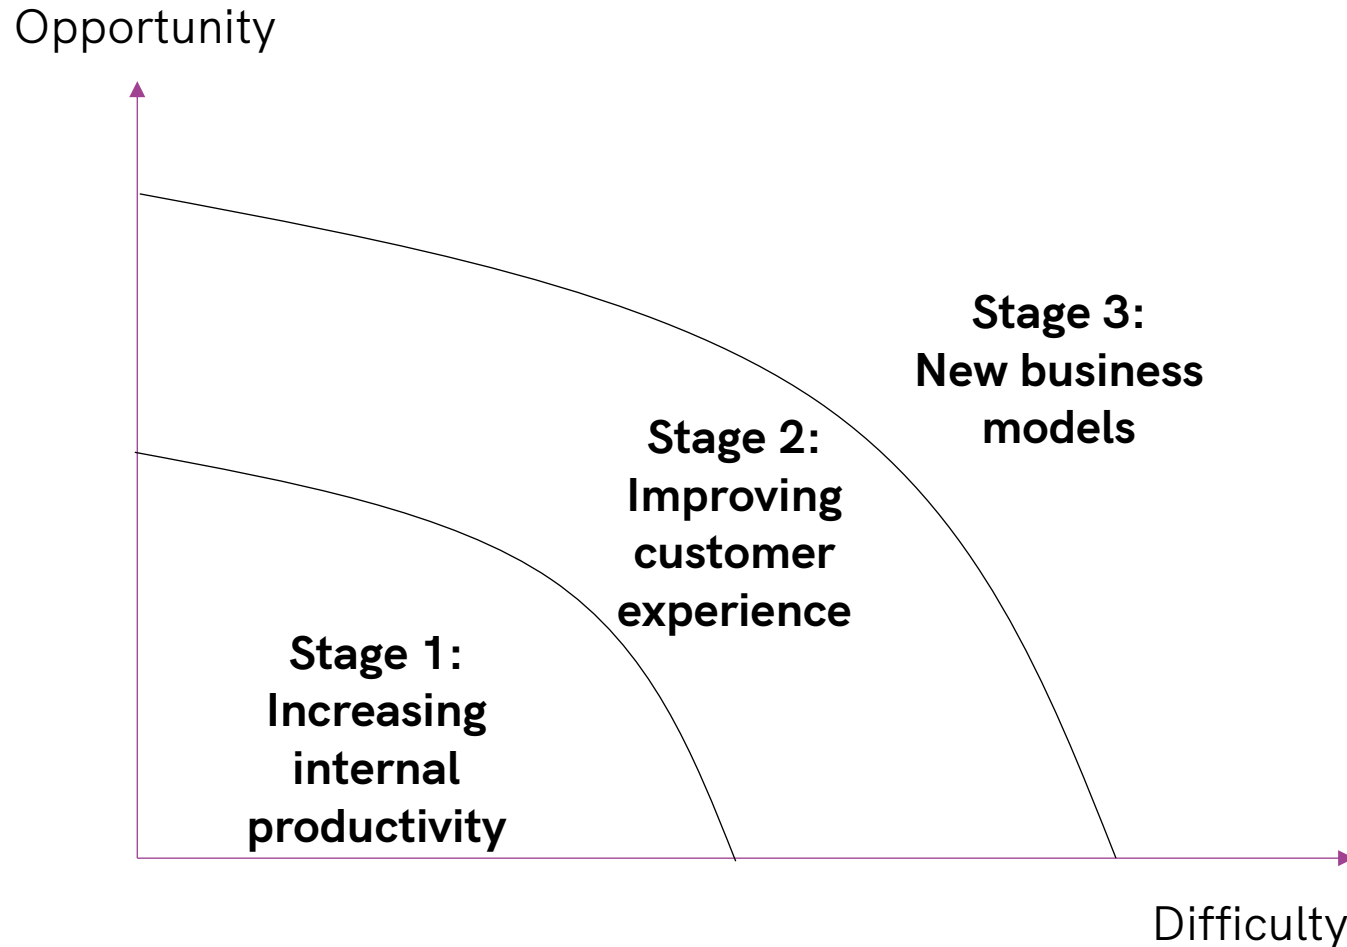 Opportunity
Stage 3:
New business
models
Stage 2:
Improving
customer
experience
Stage 1:
Increasing
internal
productivity
Difficulty